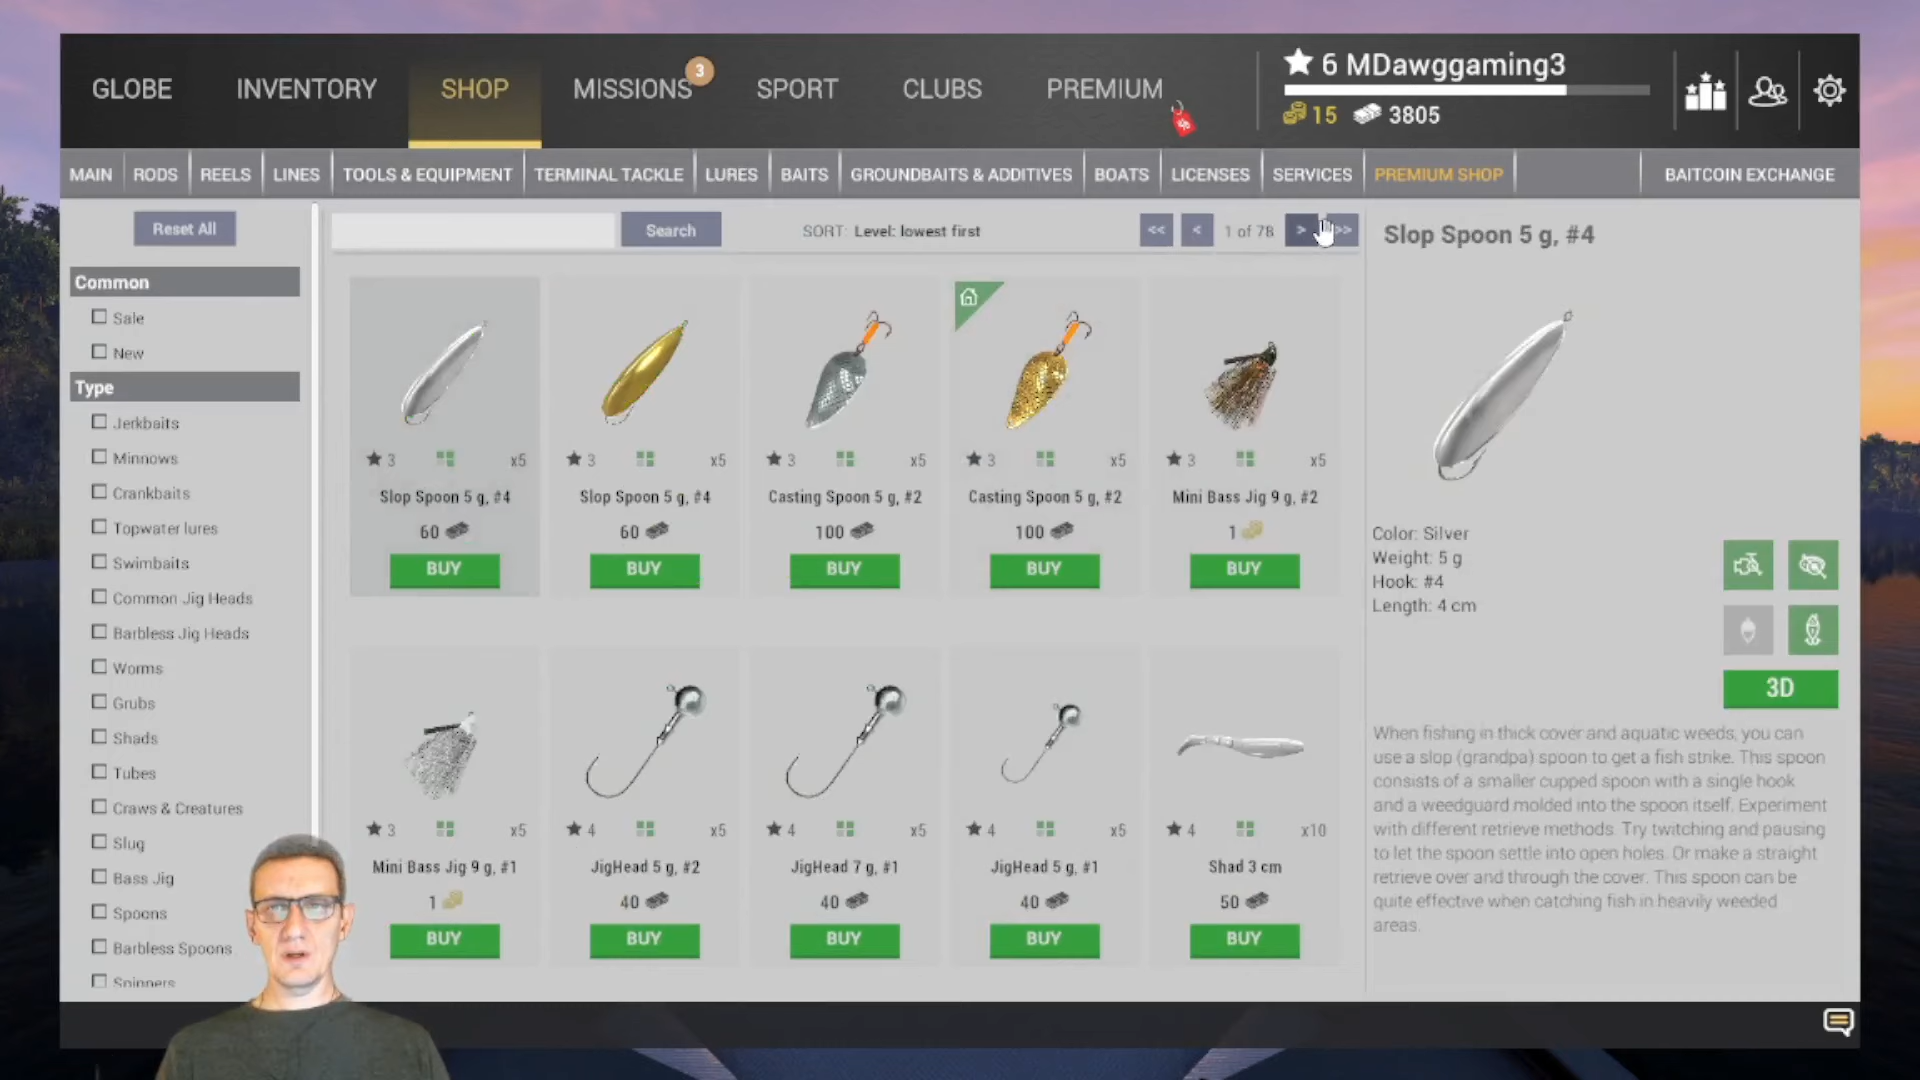 GLOBE INVENTORY SHOP MISSIONS 3 SPORT CLUBS PREMIUM
6 MDawggaming3
15 3805
MAIN RODS REELS LINES TOOLS & EQUIPMENT TERMINAL TACKLE LURES BAITS GROUNDBAITS & ADDITIVES BOATS LICENSES SERVICES PREMIUM SHOP BAITCOIN EXCHANGE
Reset All
Search SORT: Level: lowest first << < 1 of 78 > >>
Common
Sale
New
Type
Jerkbaits
Minnows
Crankbaits
Topwater lures
Swimbaits
Common Jig Heads
Barbless Jig Heads
Worms
Grubs
Shads
Tubes
Craws & Creatures
Slug
Bass Jig
Spoons
Barbless Spoons
Spinners
3 x5 3 x5 3 x5 3 x5 3 x5
Slop Spoon 5 g, #4 Slop Spoon 5 g, #4 Casting Spoon 5 g, #2 Casting Spoon 5 g, #2 Mini Bass Jig 9 g, #2
60 60 100 100 1
BUY BUY BUY BUY BUY
3 x5 4 x5 4 x5 4 x5 4 x10
Mini Bass Jig 9 g, #1 JigHead 5 g, #2 JigHead 7 g, #1 JigHead 5 g, #1 Shad 3 cm
1 40 40 40 50
BUY BUY BUY BUY BUY
Slop Spoon 5 g, #4
Color: Silver
Weight: 5 g
Hook: #4
Length: 4 cm
3D
When fishing in thick cover and aquatic weeds, you can
use a slop (grandpa) spoon to get a fish strike. This spoon
consists of a smaller cupped spoon with a single hook
and a weedguard molded into the spoon itself. Experiment
with different retrieve methods. Try twitching and pausing
to let the spoon settle into open holes. Or make a straight
retrieve over and through the cover. This spoon can be
quite effective when catching fish in heavily weeded
areas.